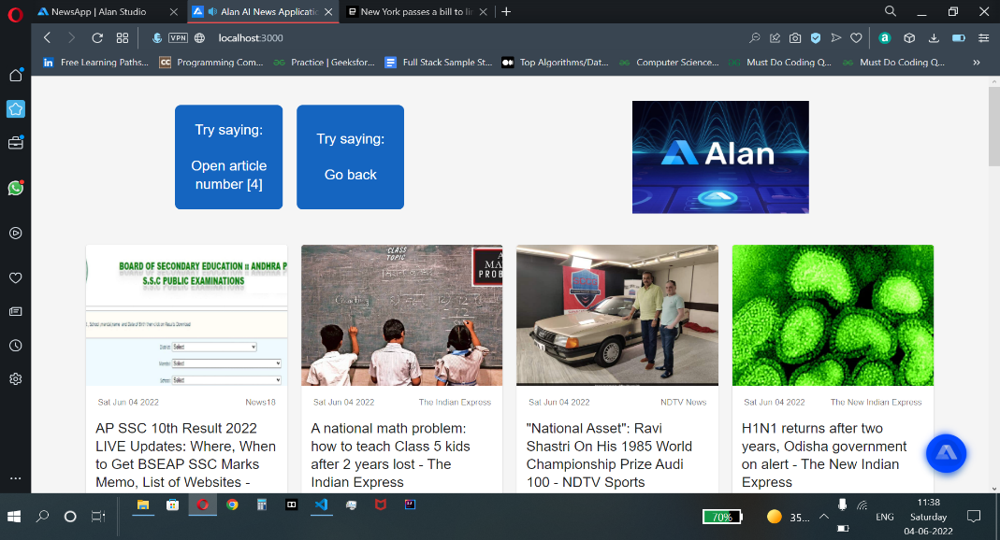 NewsApp | Alan Studio
Alan AI News Applicatic
New York passes a bill to li
VPN
localhost:3000
Free Learning Paths...
Programming Com...
Practice | Geeksfor...
Full Stack Sample St...
Top Algorithms/Dat...
Computer Science...
Must Do Coding Q...
Must Do Coding Q...
Try saying:
Open article
number [4]
Try saying:
Go back
Alan
BOARD OF SECONDARY EDUCATION :: ANDHRA P
S.S.C PUBLIC EXAMINATIONS
Select
Select
Select
CLASS
TOPIC
Sat Jun 04 2022
News18
AP SSC 10th Result 2022
LIVE Updates: Where, When
to Get BSEAP SSC Marks
Memo, List of Websites -
Sat Jun 04 2022
The Indian Express
A national math problem:
how to teach Class 5 kids
after 2 years lost - The
Indian Express
Sat Jun 04 2022
NDTV News
"National Asset": Ravi
Shastri On His 1985 World
Championship Prize Audi
100 - NDTV Sports
Sat Jun 04 2022
The New Indian Express
H1N1 returns after two
years, Odisha government
on alert - The New Indian
Express
70%
35...
ENG
11:38
Saturday
04-06-2022